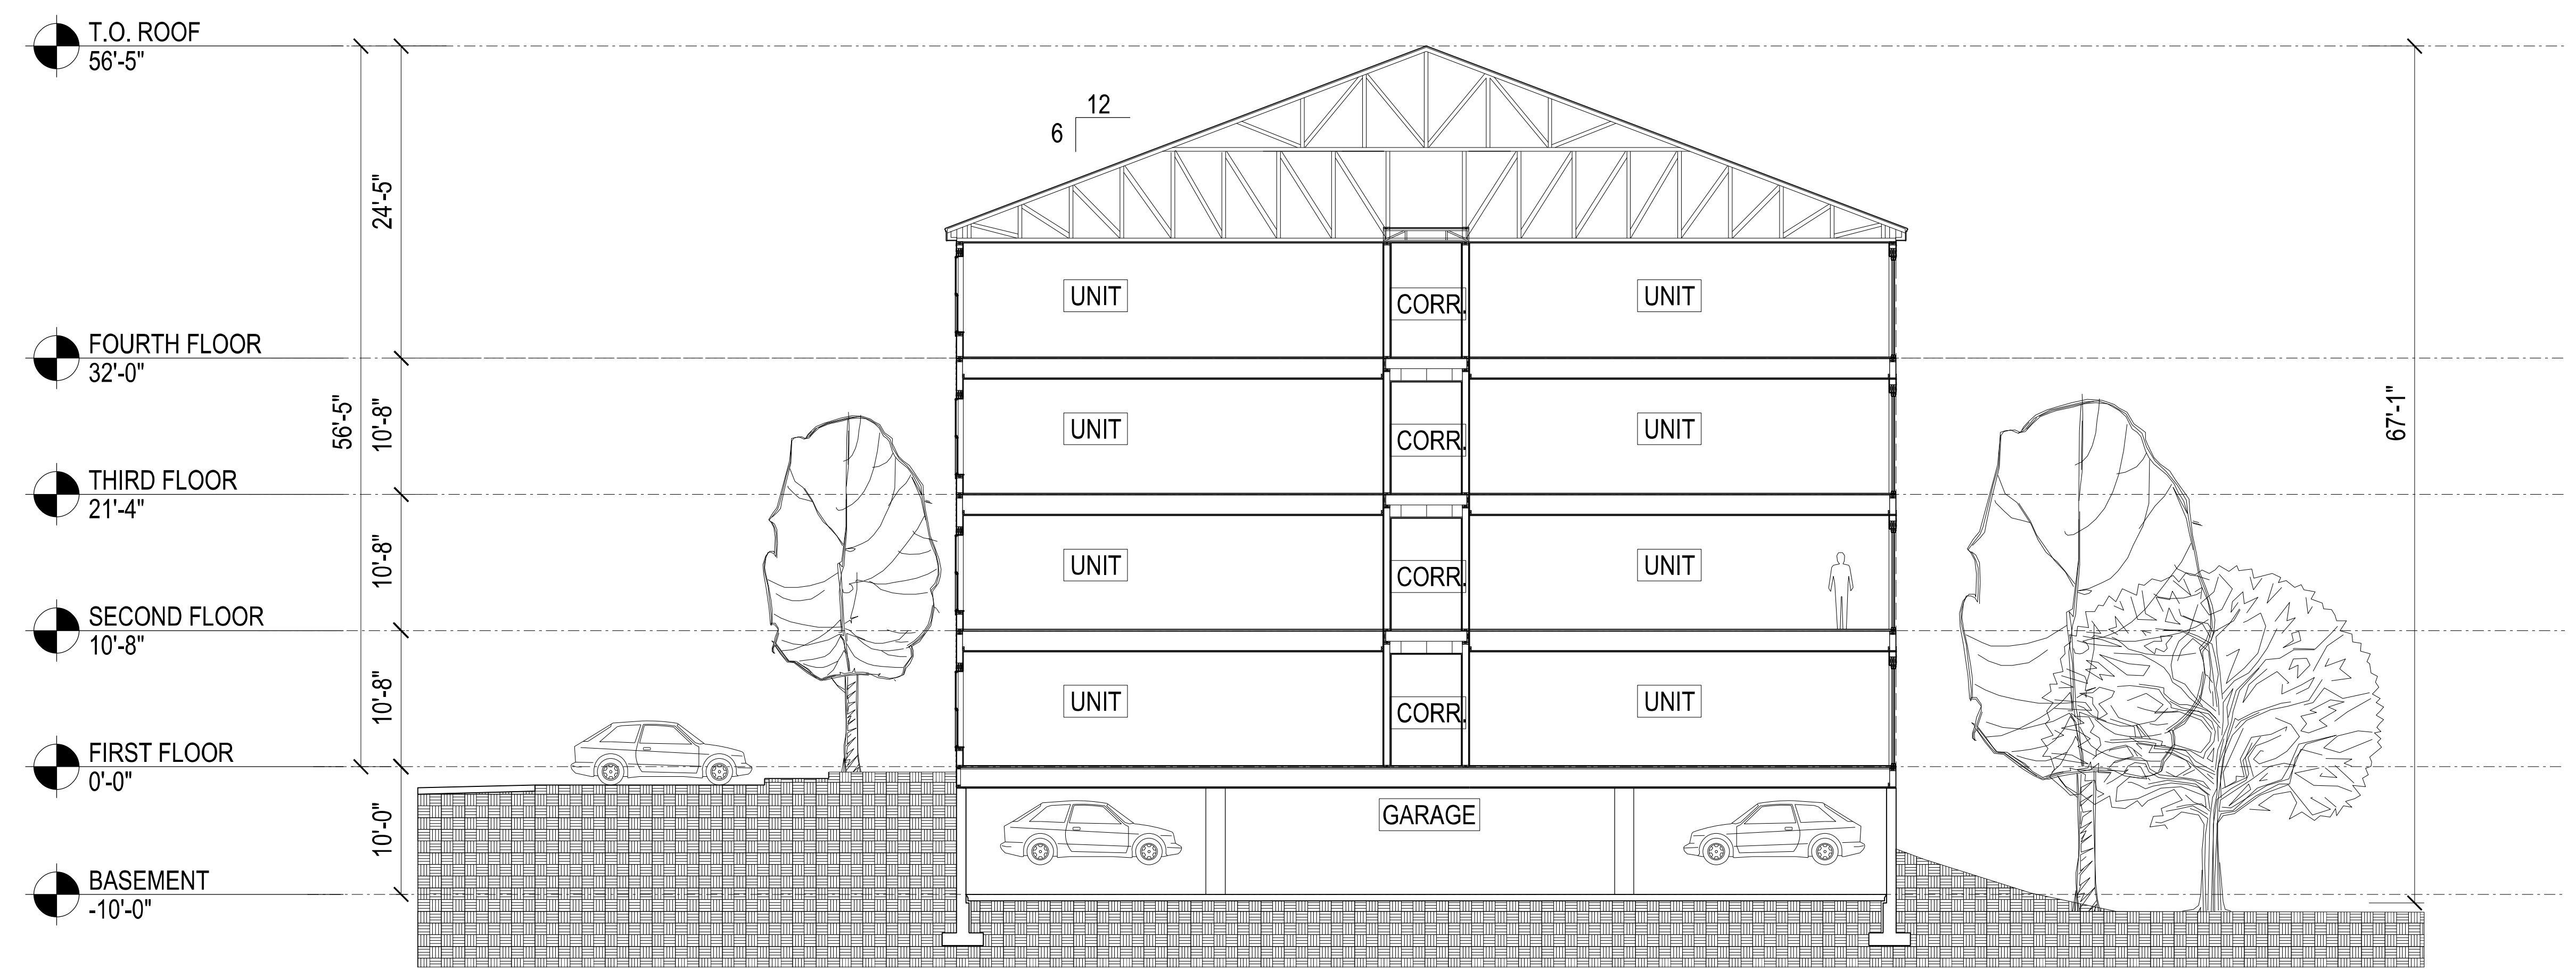 T.O. ROOF
56'-5"
12
6
24'-5"
UNIT
CORR.
UNIT
FOURTH FLOOR
32'-0"
56'-5"
10'-8"
UNIT
CORR.
UNIT
67'-1"
THIRD FLOOR
21'-4"
10'-8"
UNIT
CORR.
UNIT
SECOND FLOOR
10'-8"
10'-8"
UNIT
CORR.
UNIT
FIRST FLOOR
0'-0"
10'-0"
GARAGE
BASEMENT
-10'-0"